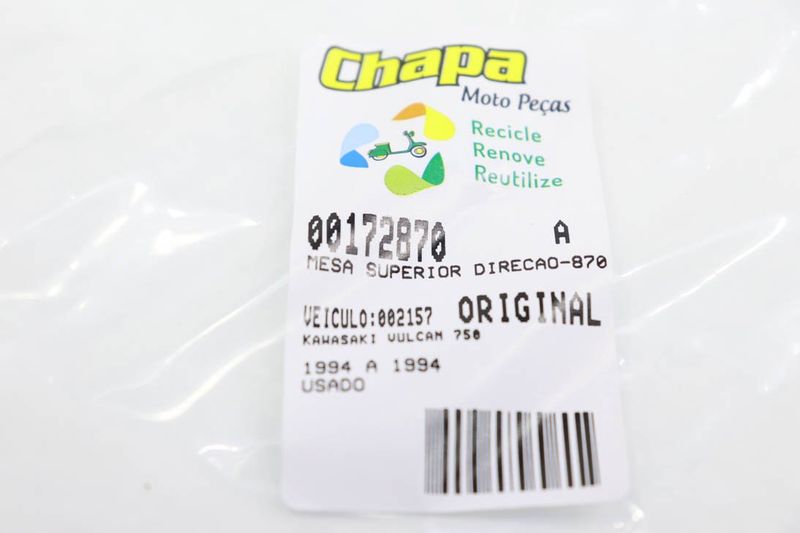 Chapa
Moto Peças
Recicle
Renove
Reutilize
00172870 A
MESA SUPERIOR DIRECAO-870
VEICULO:002157 ORIGINAL
KAWASAKI VULCAN 750
1994 A 1994
USADO